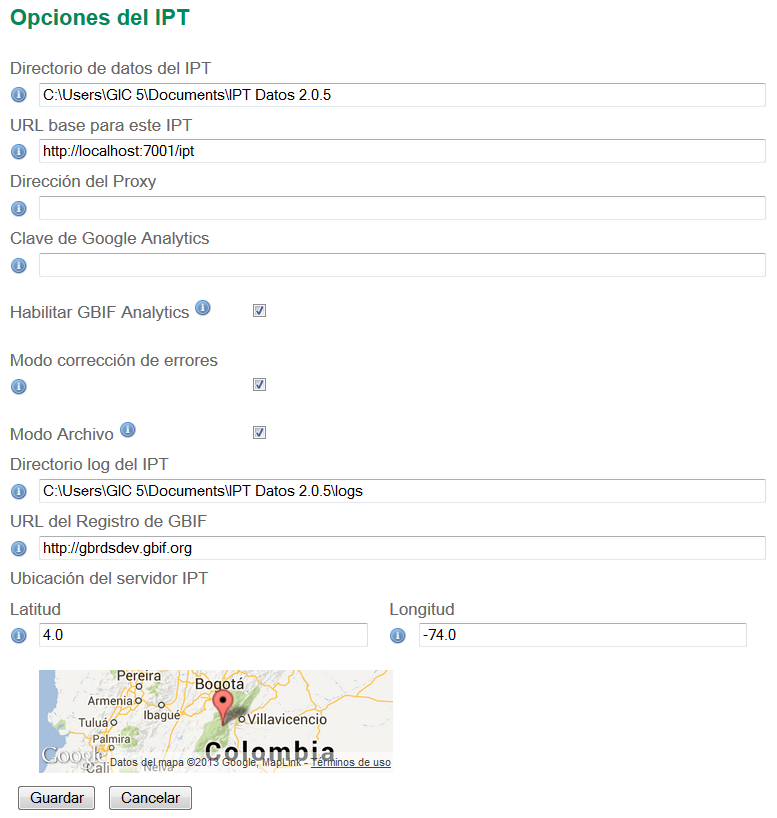 Opciones del IPT
Directorio de datos del IPT
C:\Users\GIC 5\Documents\IPT Datos 2.0.5
URL base para este IPT
http://localhost:7001/ipt
Dirección del Proxy
Clave de Google Analytics
Habilitar GBIF Analytics
Modo corrección de errores
Modo Archivo
Directorio log del IPT
C:\Users\GIC 5\Documents\IPT Datos 2.0.5\logs
URL del Registro de GBIF
http://gbrdsdev.gbif.org
Ubicación del servidor IPT
Latitud Longitud
4.0 -74.0
Pereira
Bogotá
Armenia
Ibagué
Tuluá
Villavicencio
Palmira
Colombia
Google
Cali
Neiva
Datos del mapa ©2013 Google, MapLink - Términos de uso
Guardar Cancelar